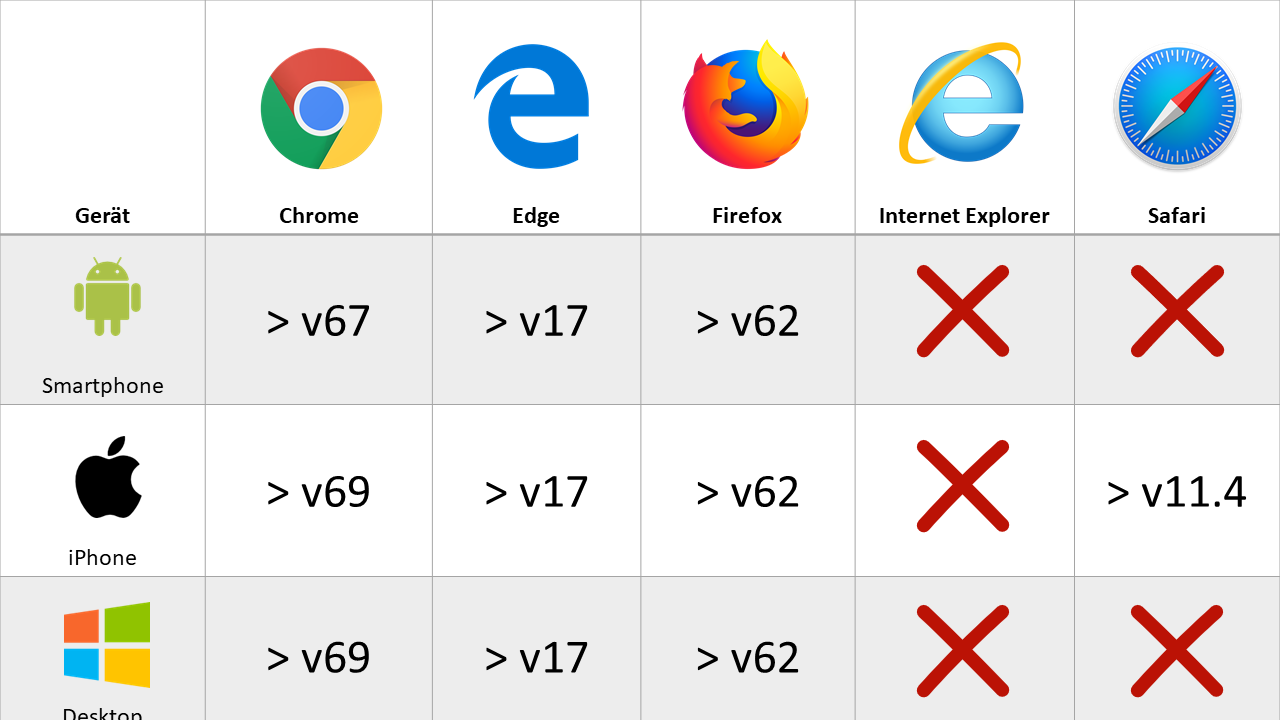 Gerät Chrome Edge Firefox Internet Explorer Safari
> v67 > v17 > v62
Smartphone
> v69 > v17 > v62 > v11.4
iPhone
> v69 > v17 > v62
Desktop